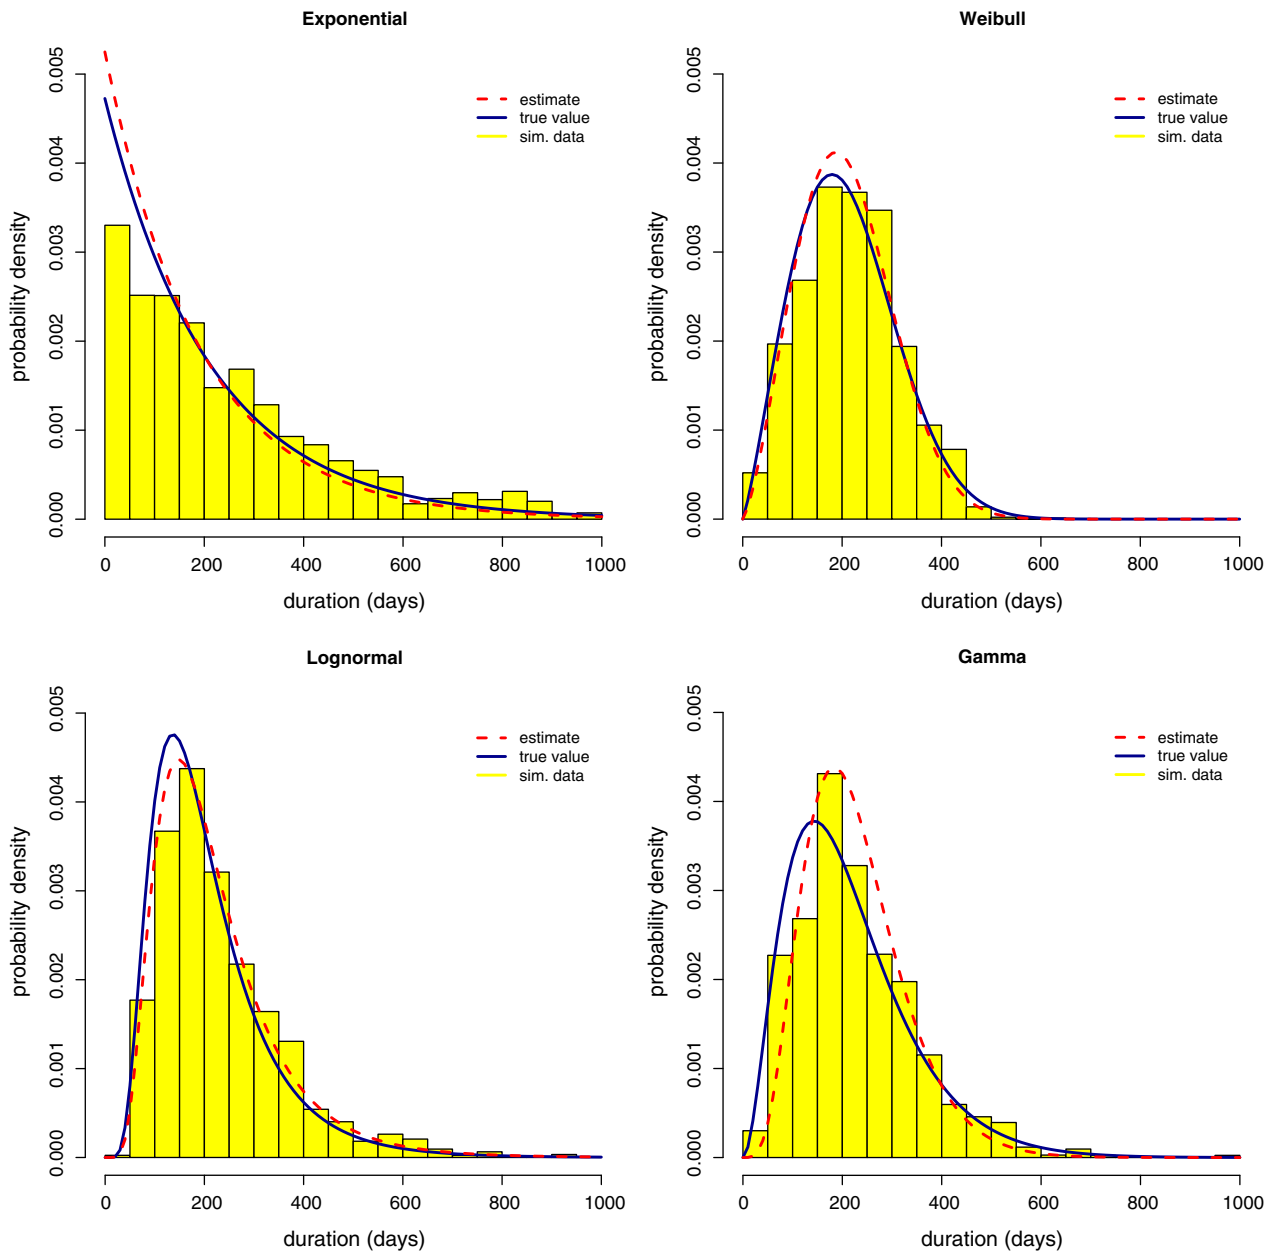 Exponential
0.005
0.004
0.003
0.002
0.001
0.000
probability density
estimate
true value
sim. data
0 200 400 600 800 1000
duration (days)
Weibull
0.005
0.004
0.003
0.002
0.001
0.000
probability density
estimate
true value
sim. data
0 200 400 600 800 1000
duration (days)
Lognormal
0.005
0.004
0.003
0.002
0.001
0.000
probability density
estimate
true value
sim. data
0 200 400 600 800 1000
duration (days)
Gamma
0.005
0.004
0.003
0.002
0.001
0.000
probability density
estimate
true value
sim. data
0 200 400 600 800 1000
duration (days)